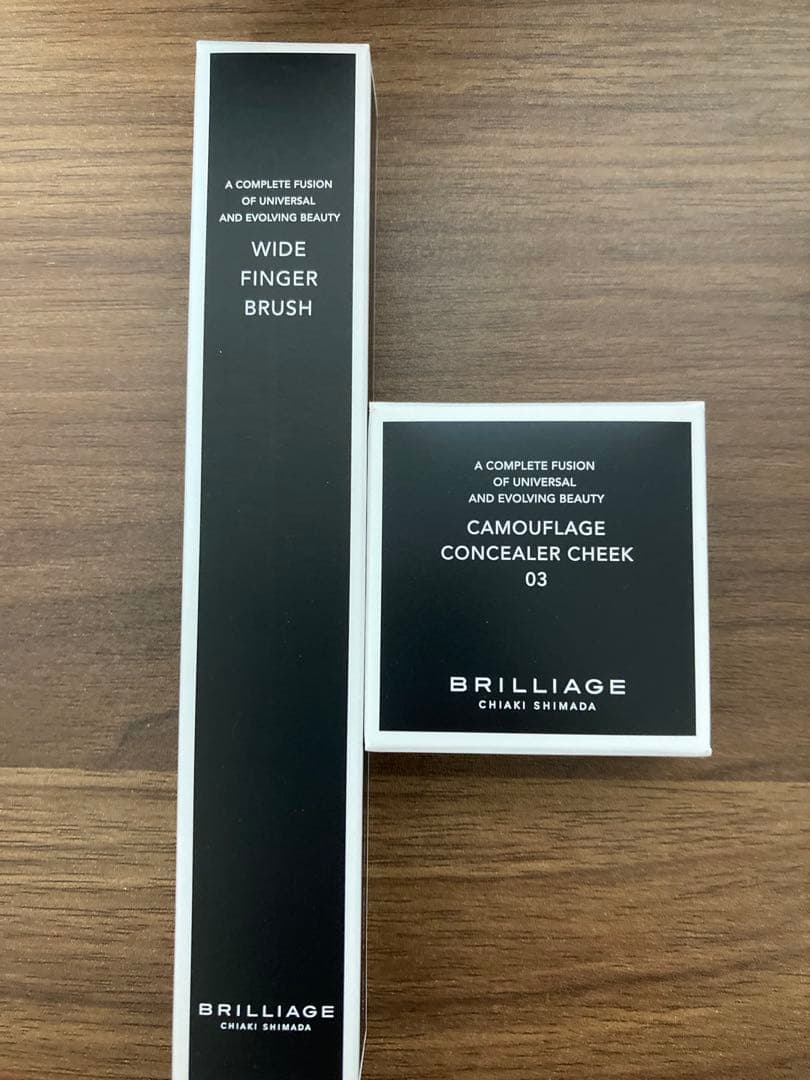 A COMPLETE FUSION
OF UNIVERSAL
AND EVOLVING BEAUTY
WIDE
FINGER
BRUSH
BRILLIAGE
CHIAKI SHIMADA
A COMPLETE FUSION
OF UNIVERSAL
AND EVOLVING BEAUTY
CAMOUFLAGE
CONCEALER CHEEK
03
BRILLIAGE
CHIAKI SHIMADA